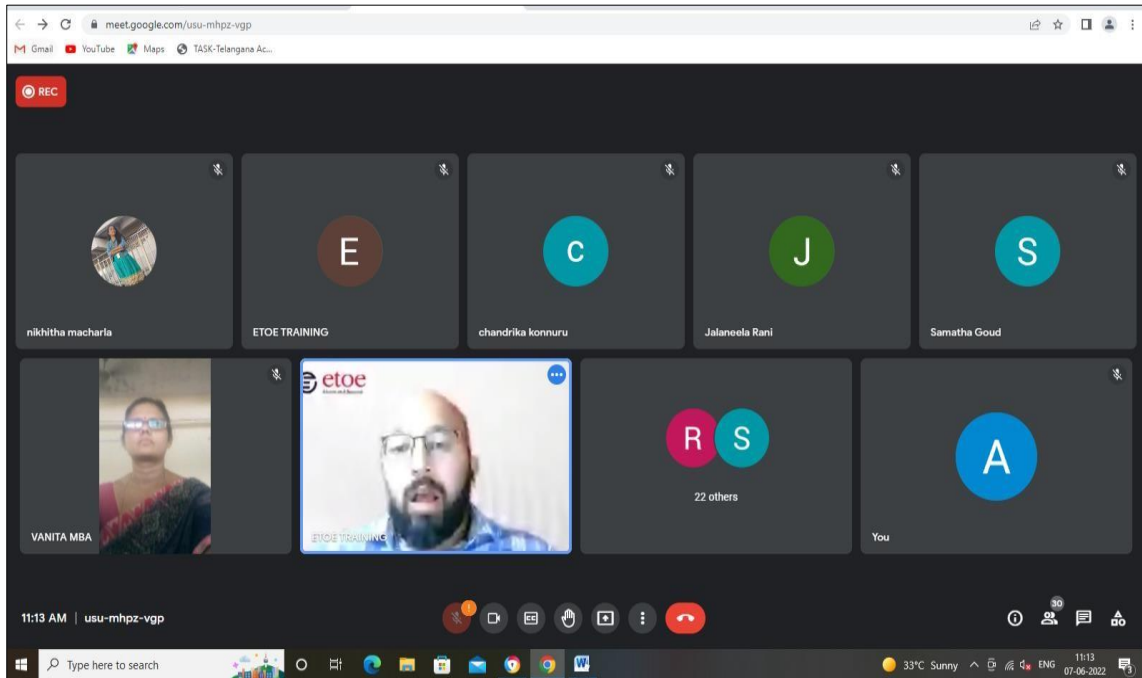 meet.google.com/usu-mhpz-vgp
Gmail YouTube Maps TASK-Telangana Ac...
REC
nikhitha macharla
E
ETOE TRAINING
c
chandrika konnuru
J
Jalaneela Rani
S
Samatha Goud
VANITA MBA
etoe
ETOE TRAINING
R S
22 others
A
You
11:13 AM | usu-mhpz-vgp
CC
30
Type here to search
W
33°C Sunny
ENG
11:13
07-06-2022
3